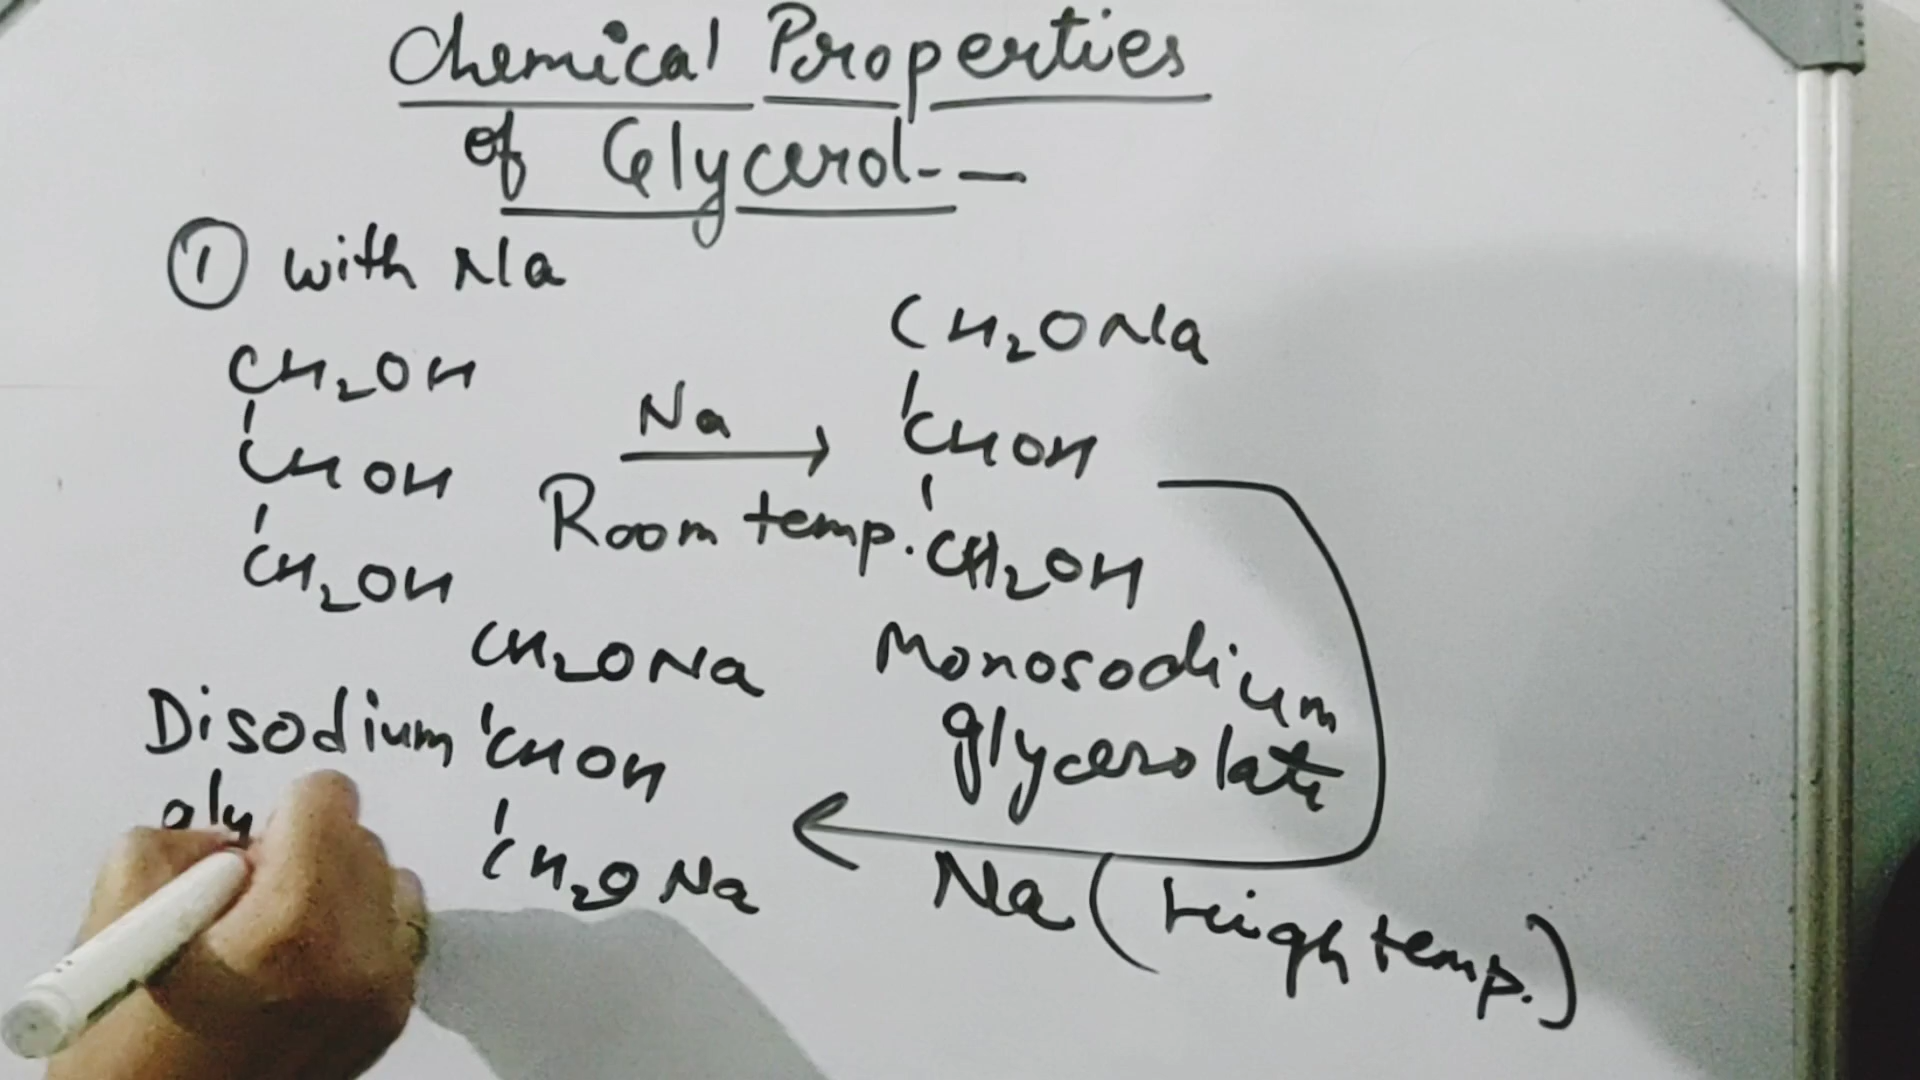 Chemical Properties
of Glycerol--
① with Na
CH2OH
CHOH
CH2OH
Na
Room temp.
CH2ONa
CHOH
CH2OH
Monosodium
glycerolate
Na (High temp.)
CH2ONa
CHOH
CH2ONa
Disodium
gly